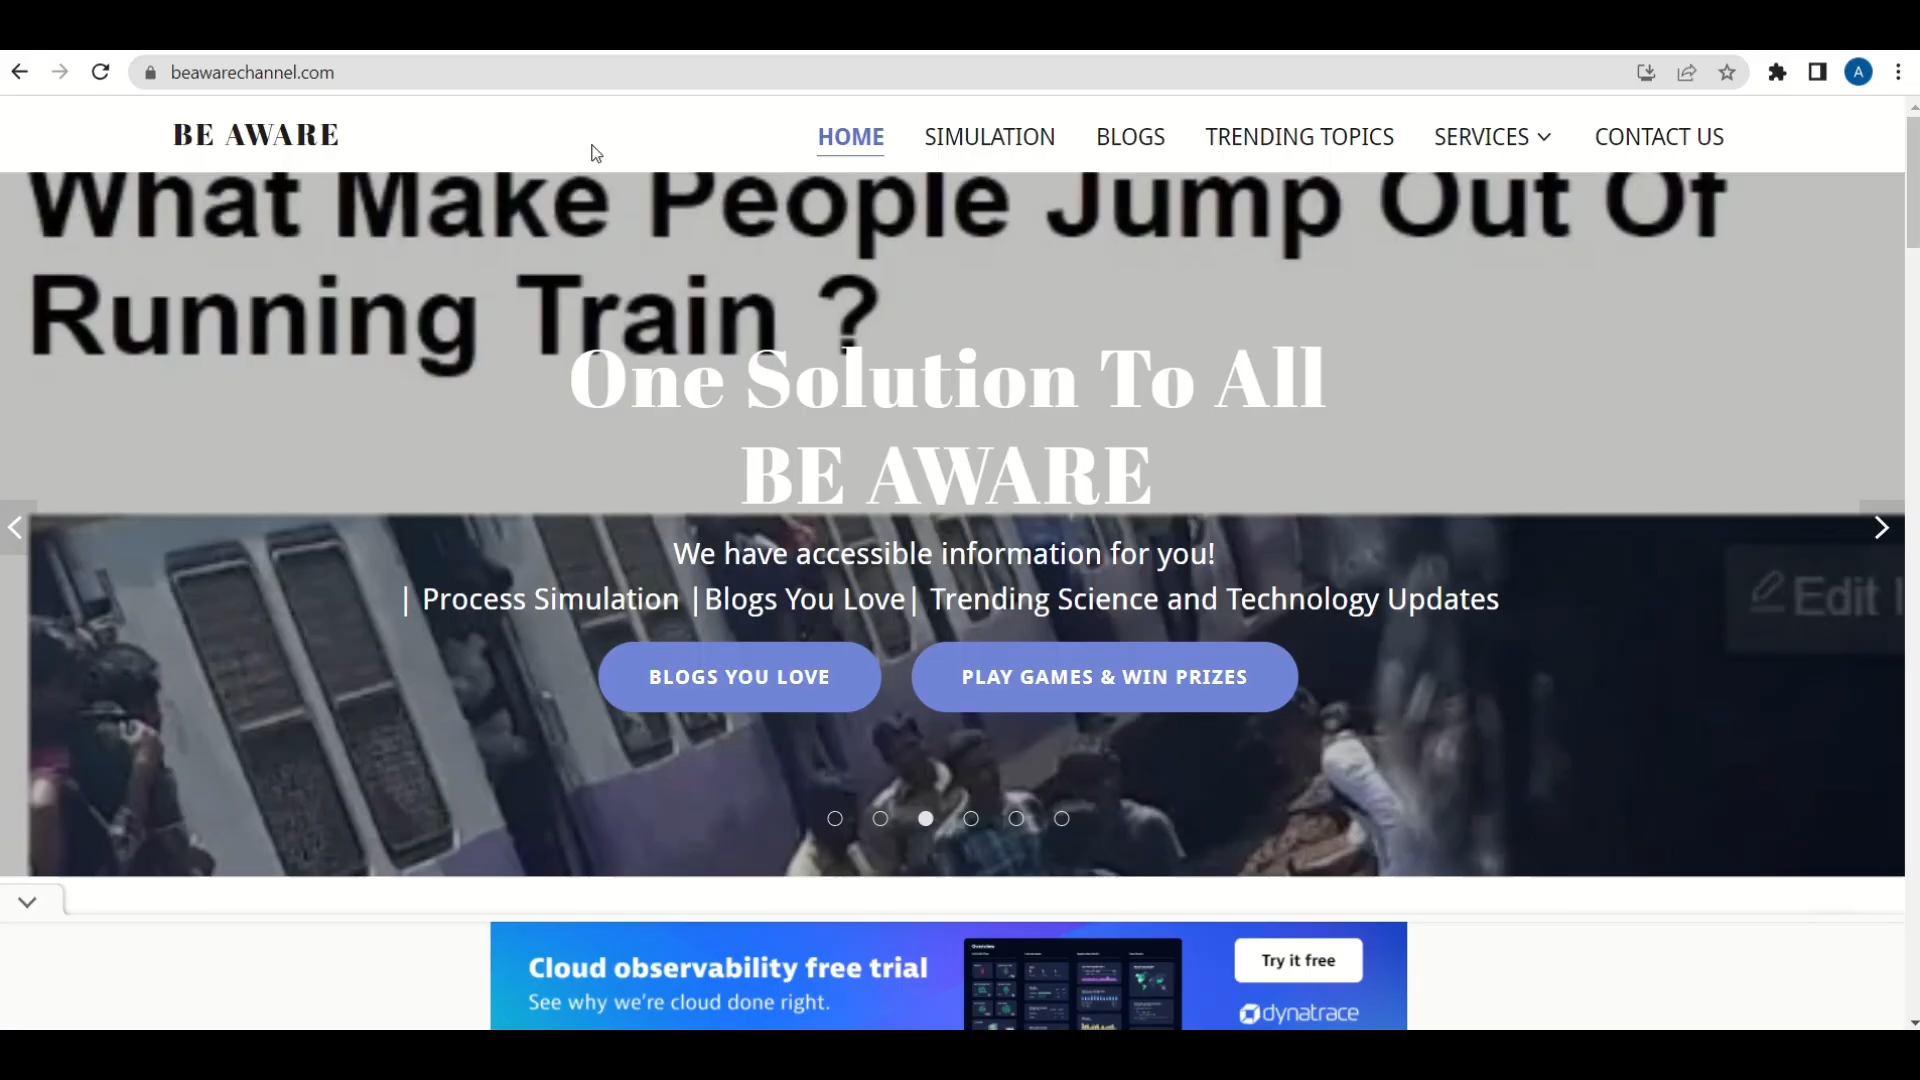 beawarechannel.com
A
BE AWARE
HOME
SIMULATION
BLOGS
TRENDING TOPICS
SERVICES
CONTACT US
What Make People Jump Out Of
Running Train ?
One Solution To All
BE AWARE
We have accessible information for you!
| Process Simulation |Blogs You Love| Trending Science and Technology Updates
Edit
BLOGS YOU LOVE
PLAY GAMES & WIN PRIZES
Cloud observability free trial
See why we're cloud done right.
Overview
Try it free
dynatrace